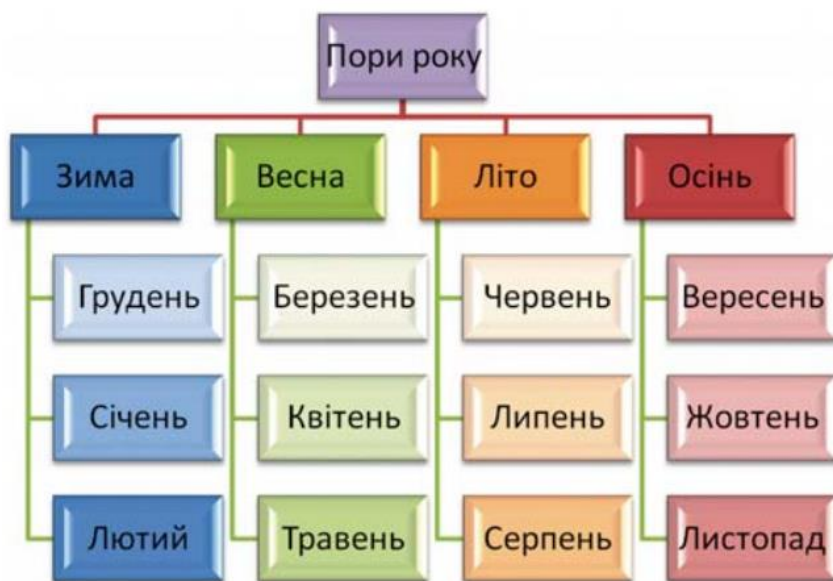 Пори року
Зима
Весна
Літо
Осінь
Грудень
Березень
Червень
Вересень
Січень
Квітень
Липень
Жовтень
Лютий
Травень
Серпень
Листопад